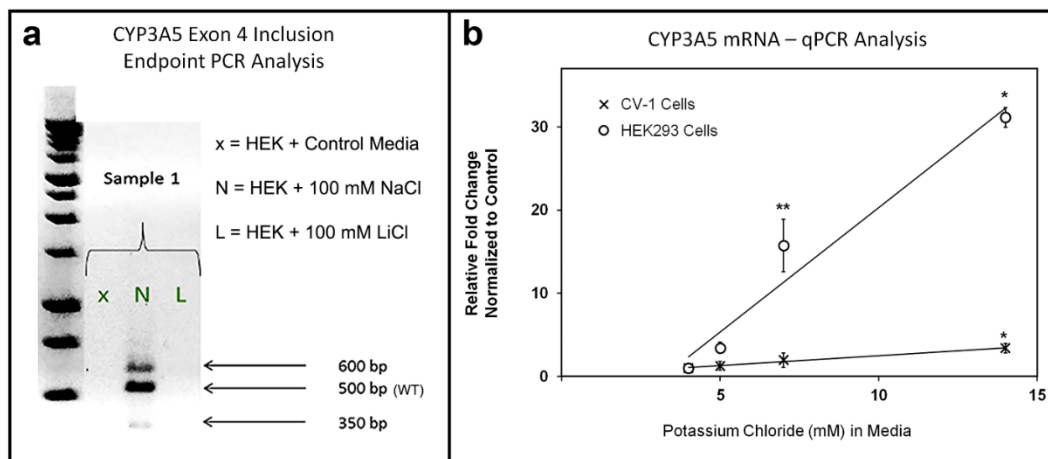 a
CYP3A5 Exon 4 Inclusion
Endpoint PCR Analysis
Sample 1
x = HEK + Control Media
N = HEK + 100 mM NaCl
L = HEK + 100 mM LiCl
x N L
600 bp
500 bp (WT)
350 bp
b
CYP3A5 mRNA – qPCR Analysis
Relative Fold Change
Normalized to Control
30
20
10
0
CV-1 Cells
HEK293 Cells
*
**
*
5 10 15
Potassium Chloride (mM) in Media